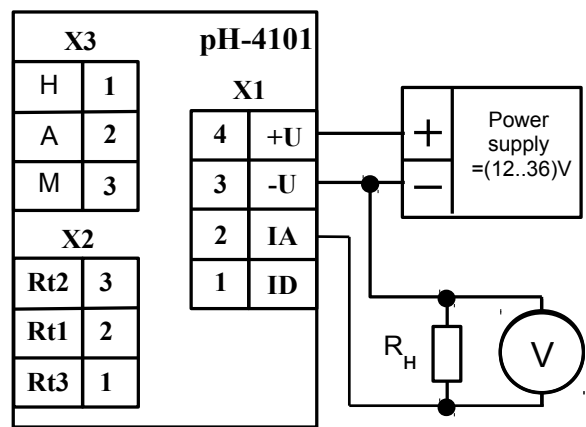 pH-4101
X3
H 1
A 2
M 3
X2
Rt2 3
Rt1 2
Rt3 1
X1
4 +U
3 -U
2 IA
1 ID
+
−
Power
supply
=(12..36)V
RH
V